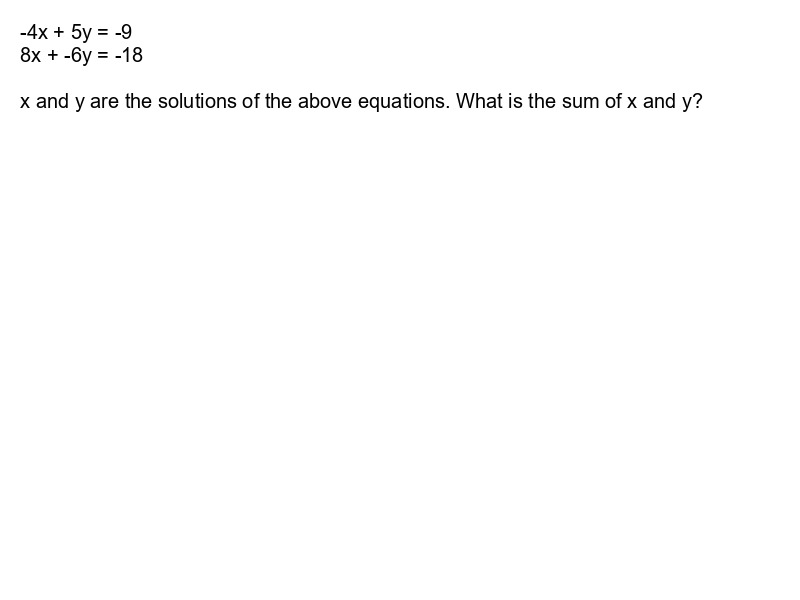 -4x + 5y = -9
8x + -6y = -18
x and y are the solutions of the above equations. What is the sum of x and y?